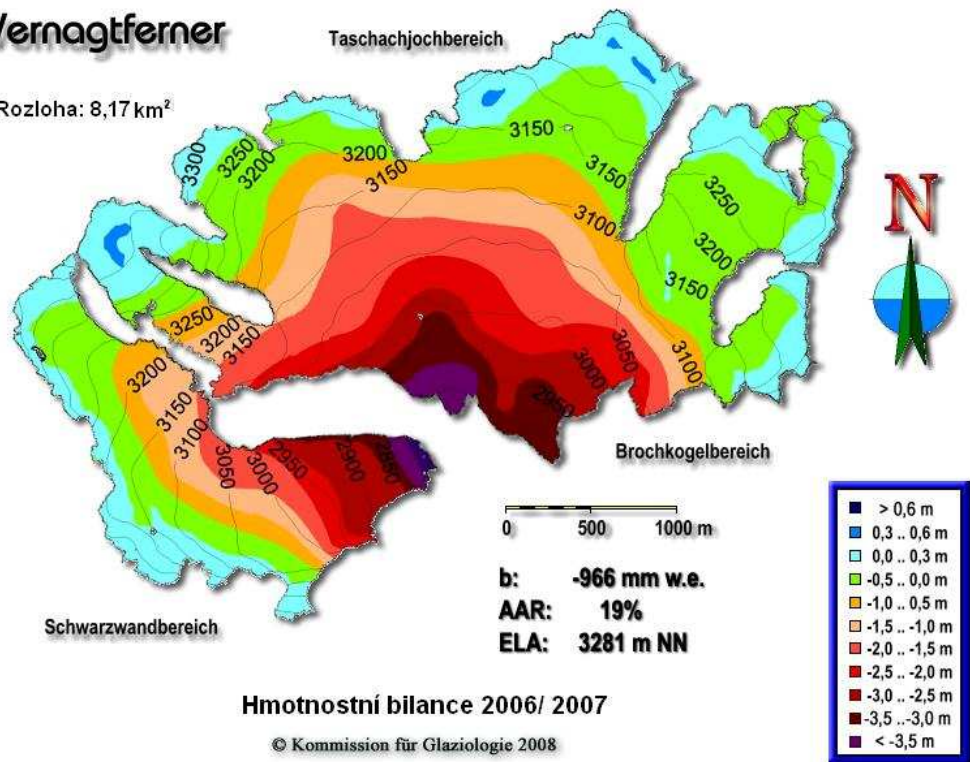 Vernagtferner
Taschachjochbereich
Rozloha: 8,17 km²
3150
3200
3300
3250
3200
3150
3150
3250
3100
3200
3150
3250
3200
3150
3050
3100
3200
3000
2950
3150
3100
3050
3000
2950
2900
2850
N
Brochkogelbereich
0 500 1000 m
b: -966 mm w.e.
AAR: 19%
ELA: 3281 m NN
Schwarzwandbereich
> 0,6 m
0,3 .. 0,6 m
0,0 .. 0,3 m
-0,5 .. 0,0 m
-1,0 .. 0,5 m
-1,5 .. -1,0 m
-2,0 .. -1,5 m
-2,5 .. -2,0 m
-3,0 .. -2,5 m
-3,5 .. -3,0 m
< -3,5 m
Hmotnostní bilance 2006/ 2007
© Kommission für Glaziologie 2008